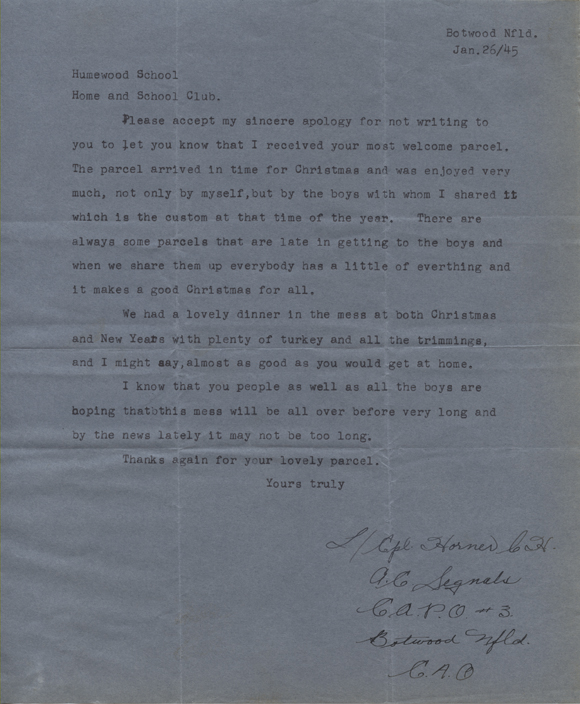 Botwood Nfld.
Jan.26/45
Humewood School
Home and School Club.
Please accept my sincere apology for not writing to
you to let you know that I received your most welcome parcel.
The parcel arrived in time for Christmas and was enjoyed very
much, not only by myself,but by the boys with whom I shared it
which is the custom at that time of the year. There are
always some parcels that are late in getting to the boys and
when we share them up everybody has a little of everthing and
it makes a good Christmas for all.
We had a lovely dinner in the mess at both Christmas
and New Years with plenty of turkey and all the trimmings,
and I might say,almost as good as you would get at home.
I know that you people as well as all the boys are
hoping thatbthis mess will be all over before very long and
by the news lately it may not be too long.
Thanks again for your lovely parcel.
Yours truly
L/Cpl Horner C.H.
A.C. Signals
C.A.P.O #3.
Botwood Nfld.
C.A.O